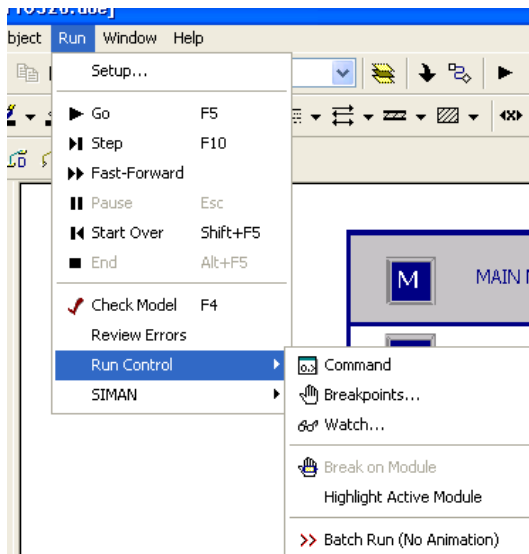 bject Run Window Help
Setup...
Go F5
Step F10
Fast-Forward
Pause Esc
Start Over Shift+F5
End Alt+F5
M MAIN
Check Model F4
Review Errors
Run Control
SIMAN
Command
Breakpoints...
Watch...
Break on Module
Highlight Active Module
Batch Run (No Animation)